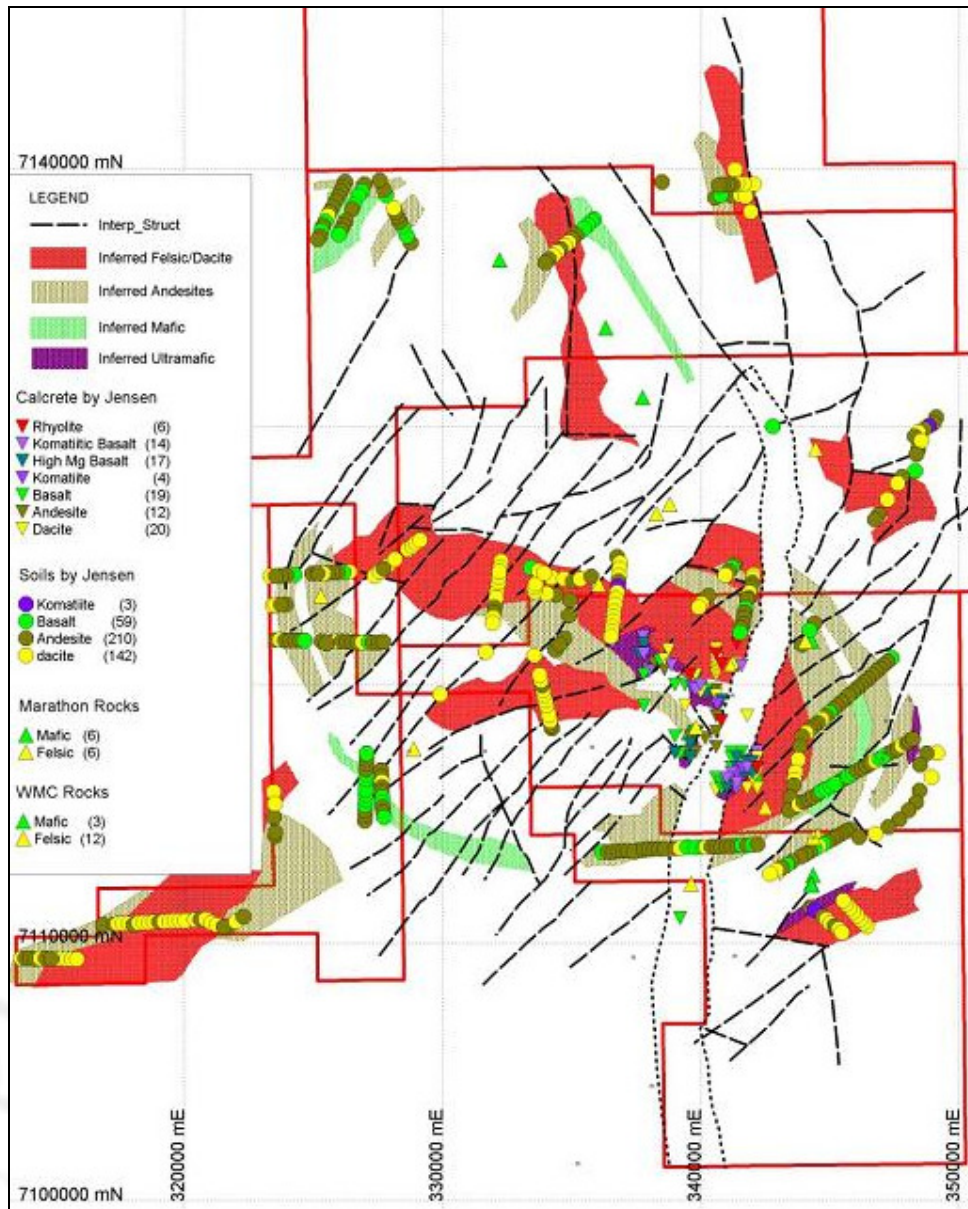 7140000 mN
LEGEND
Interp_Struct
Inferred Felsic/Dacite
Inferred Andesites
Inferred Mafic
Inferred Ultramafic
Calcrete by Jensen
Rhyolite (6)
Komatiitic Basalt (14)
High Mg Basalt (17)
Komatiite (4)
Basalt (19)
Andesite (12)
Dacite (20)
Soils by Jensen
Komatiite (3)
Basalt (59)
Andesite (210)
dacite (142)
Marathon Rocks
Mafic (6)
Felsic (6)
WMC Rocks
Mafic (3)
Felsic (12)
7110000 mN
7100000 mN
320000 mE
330000 mE
340000 mE
350000 mE